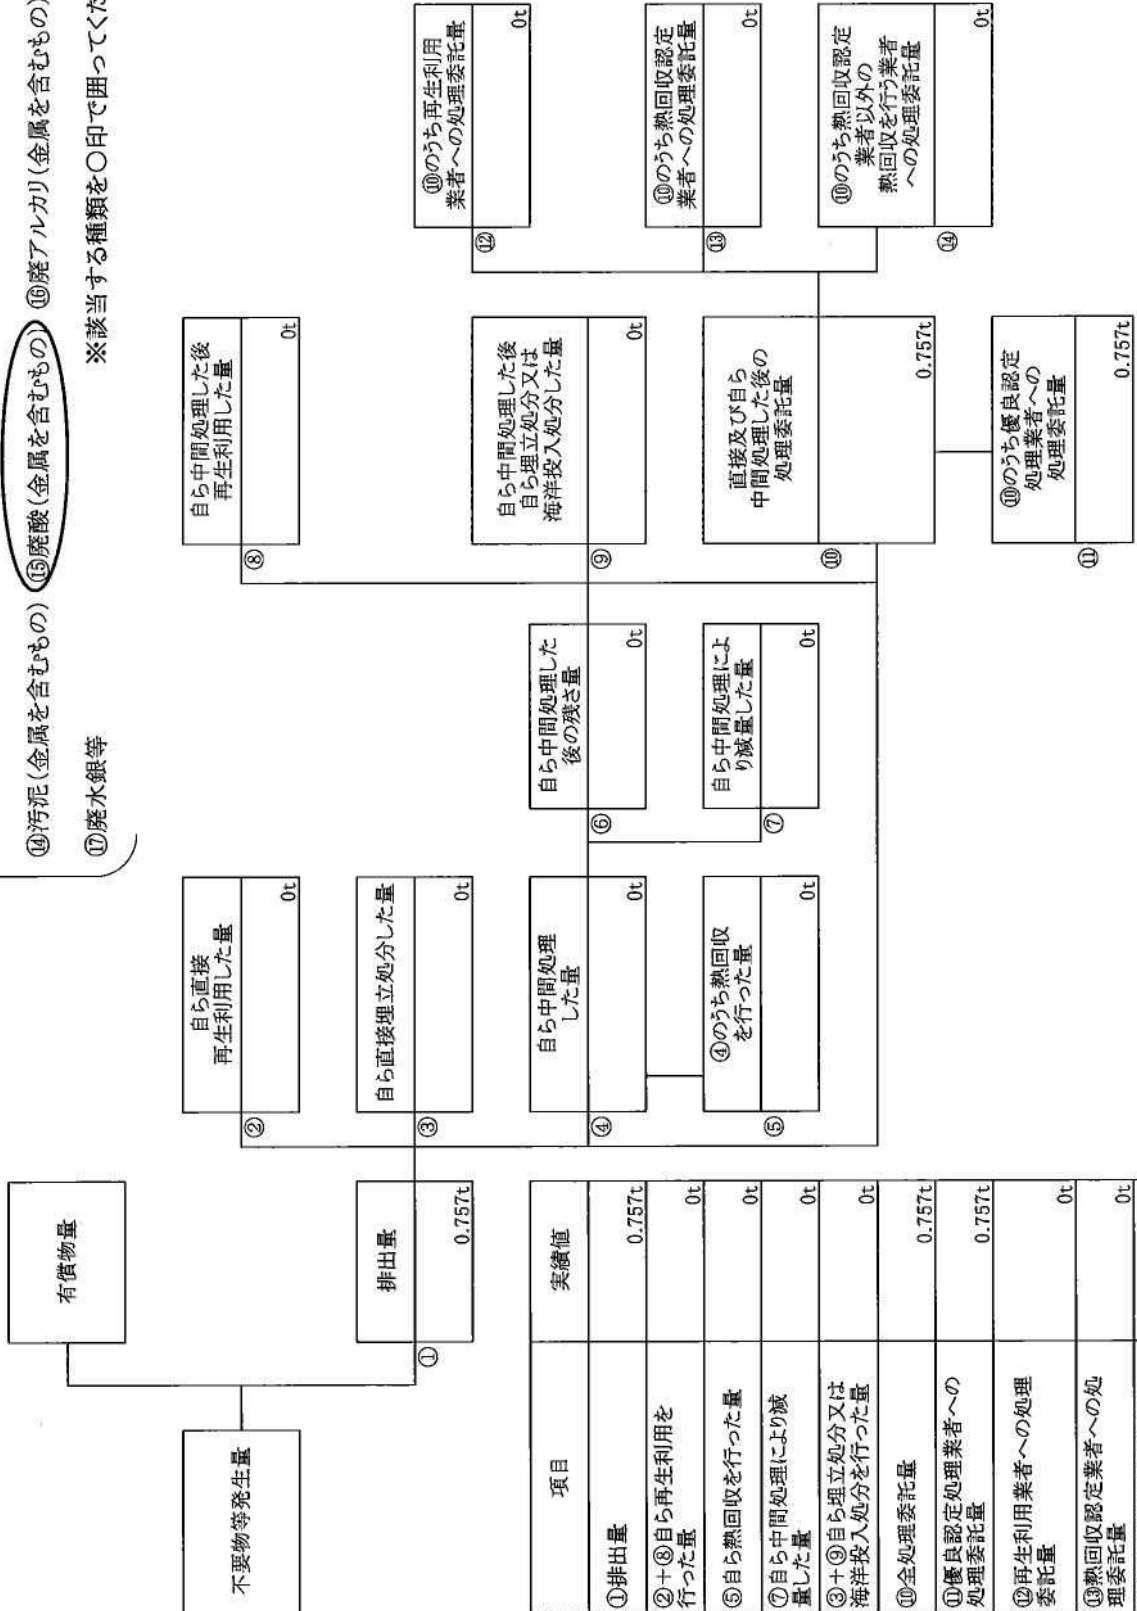 ⑭汚泥(金属を含むもの) ⑮廃酸(金属を含むもの) ⑯廃アルカリ(金属を含むもの)
⑰廃水銀等
※該当する種類を〇印で囲ってくだ
不要物等発生量
有償物量
①
排出量
0.757t
②
自ら直接
再生利用した量
0t
③
自ら直接埋立処分した量
0t
④
自ら中間処理
した量
0t
⑤
④のうち熱回収
を行った量
0t
⑥
自ら中間処理した
後の残さ量
0t
⑦
自ら中間処理によ
り減量した量
0t
⑧
自ら中間処理した後
再生利用した量
0t
⑨
自ら中間処理した後
自ら埋立処分又は
海洋投入処分した量
0t
⑩
直接及び自ら
中間処理した後の
処理委託量
0.757t
⑪
⑩のうち優良認定
処理業者への
処理委託量
0.757t
⑫
⑩のうち再生利用
業者への処理委託量
0t
⑬
⑩のうち熱回収認定
業者への処理委託量
0t
⑭
⑩のうち熱回収認定
業者以外の
熱回収を行う業者
への処理委託量
0t
項目 実績値
①排出量 0.757t
②+⑧自ら再生利用を
行った量 0t
⑤自ら熱回収を行った量 0t
⑦自ら中間処理により減
量した量 0t
③+⑨自ら埋立処分又は
海洋投入処分を行った量 0t
⑩全処理委託量 0.757t
⑪優良認定処理業者への
処理委託量 0.757t
⑫再生利用業者への処理
委託量 0t
⑬熱回収認定業者への処
理委託量 0t